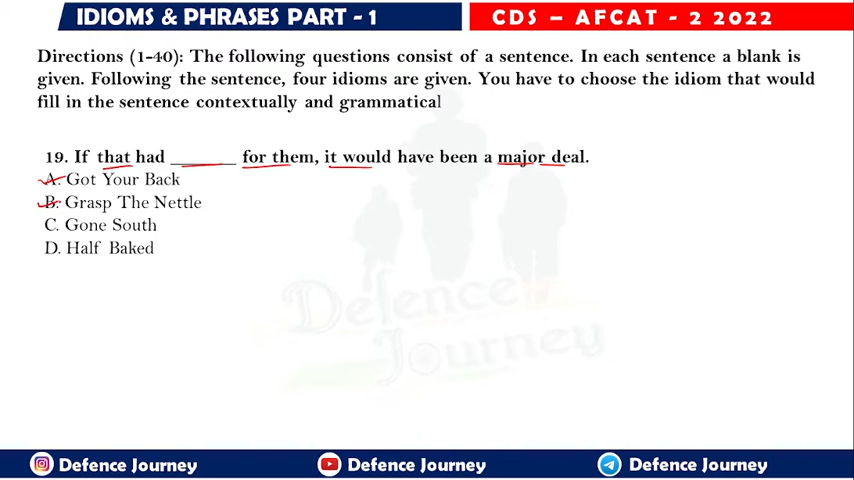 IDIOMS & PHRASES PART - 1
CDS – AFCAT - 2 2022
Directions (1-40): The following questions consist of a sentence. In each sentence a blank is
given. Following the sentence, four idioms are given. You have to choose the idiom that would
fill in the sentence contextually and grammatical
19. If that had ______ for them, it would have been a major deal.
A. Got Your Back
B. Grasp The Nettle
C. Gone South
D. Half Baked
Defence
Journey
Defence Journey
Defence Journey
Defence Journey